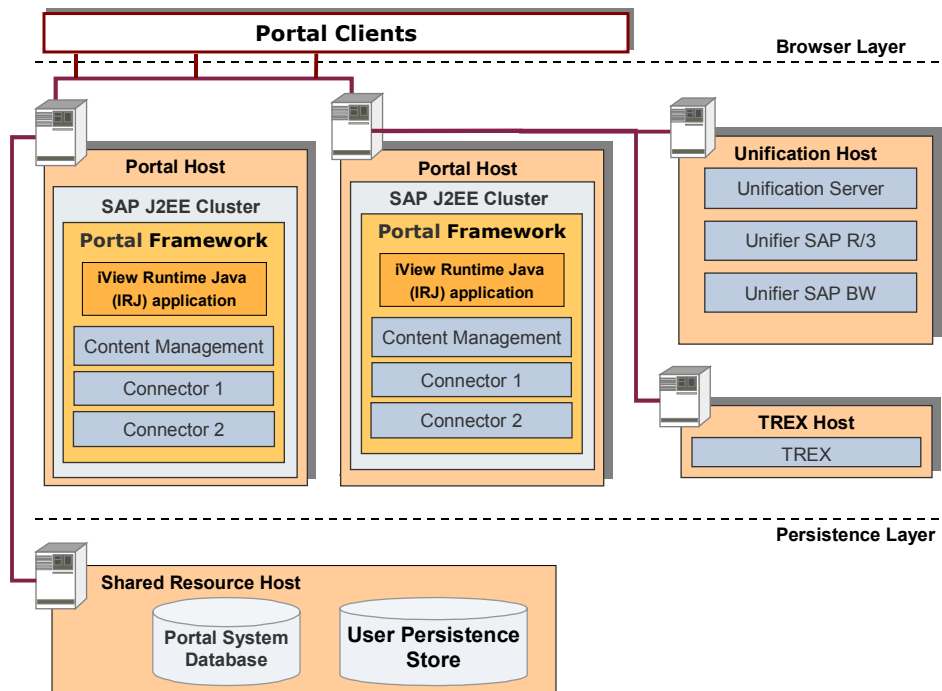 Portal Clients
Browser Layer
Portal Host
SAP J2EE Cluster
Portal Framework
iView Runtime Java
(IRJ) application
Content Management
Connector 1
Connector 2
Portal Host
SAP J2EE Cluster
Portal Framework
iView Runtime Java
(IRJ) application
Content Management
Connector 1
Connector 2
Unification Host
Unification Server
Unifier SAP R/3
Unifier SAP BW
TREX Host
TREX
Persistence Layer
Shared Resource Host
Portal System
Database
User Persistence
Store